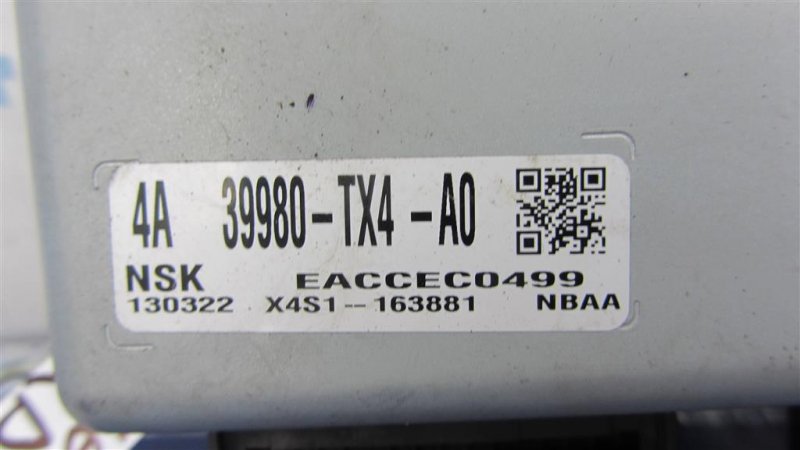 4A 39980-TX4-A0
NSK EACCEC0499
130322 X4S1--163881 NBAA